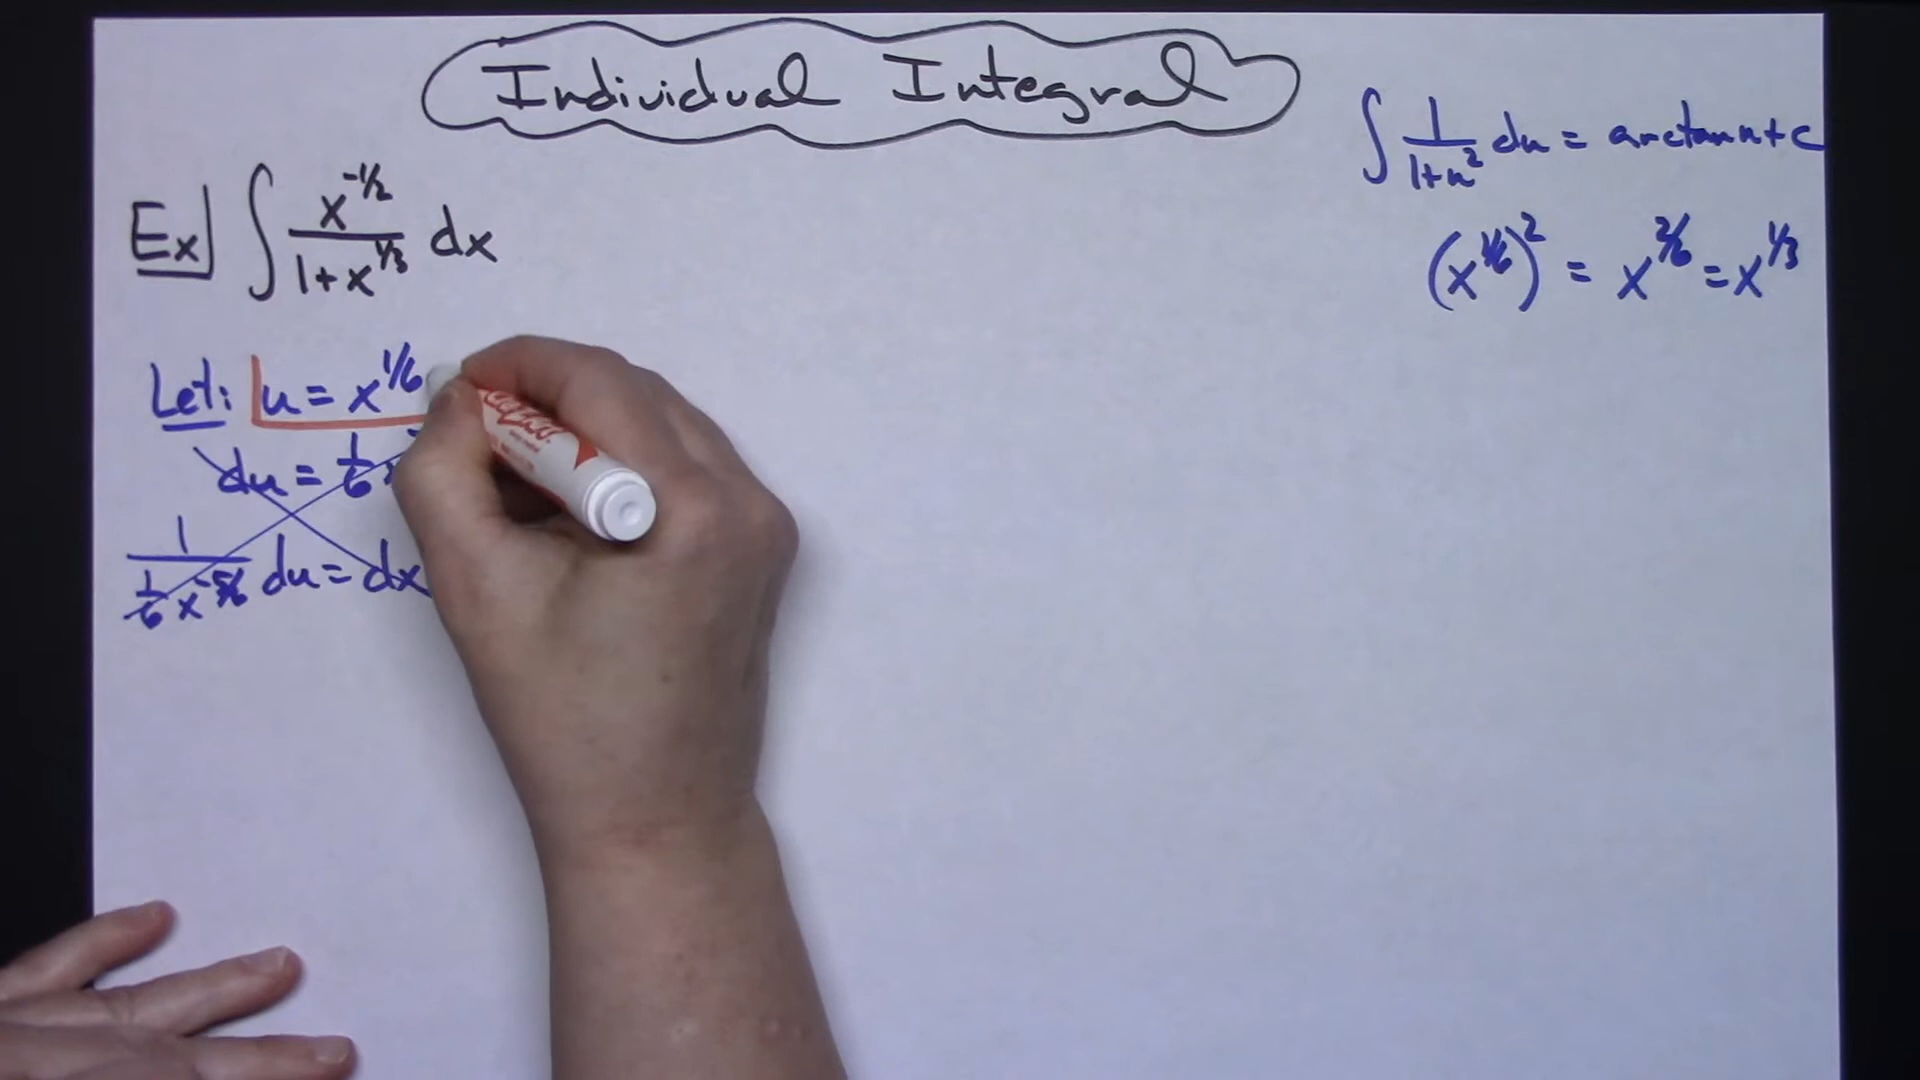 Individual Integral
∫ 1/(1+u²) du = arctan u + c
(x^(1/6))² = x^(2/6) = x^(1/3)
Ex ∫ x^(-1/2)/(1+x^(1/3)) dx
Let: u = x^(1/6)
du = 1/6 x
1/(1/6 x^(-5/6)) du = dx